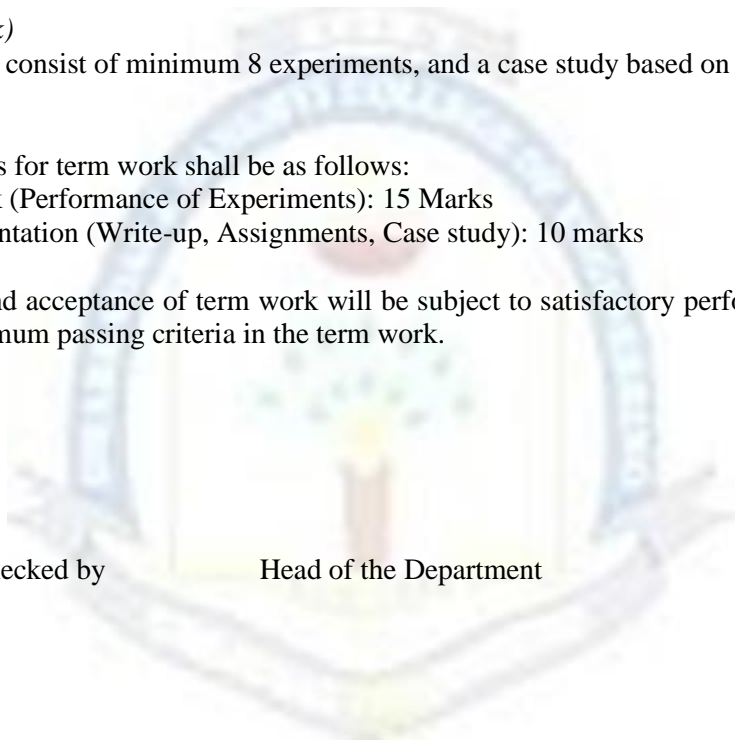 )
consist of minimum 8 experiments, and a case study based on
s for term work shall be as follows:
(Performance of Experiments): 15 Marks
ntation (Write-up, Assignments, Case study): 10 marks
nd acceptance of term work will be subject to satisfactory perfo
mum passing criteria in the term work.
ecked by Head of the Department